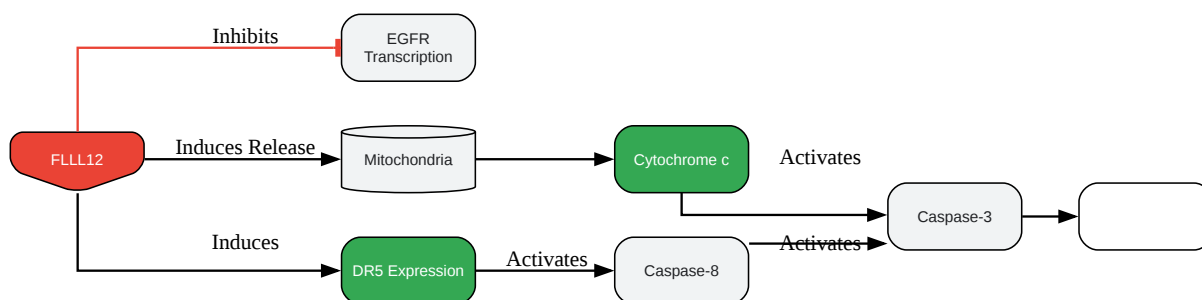 Inhibits
EGFR
Transcription
FLLL12
Induces Release
Mitochondria
Cytochrome c
Activates
Caspase-3
Induces
DR5 Expression
Activates
Caspase-8
Activates